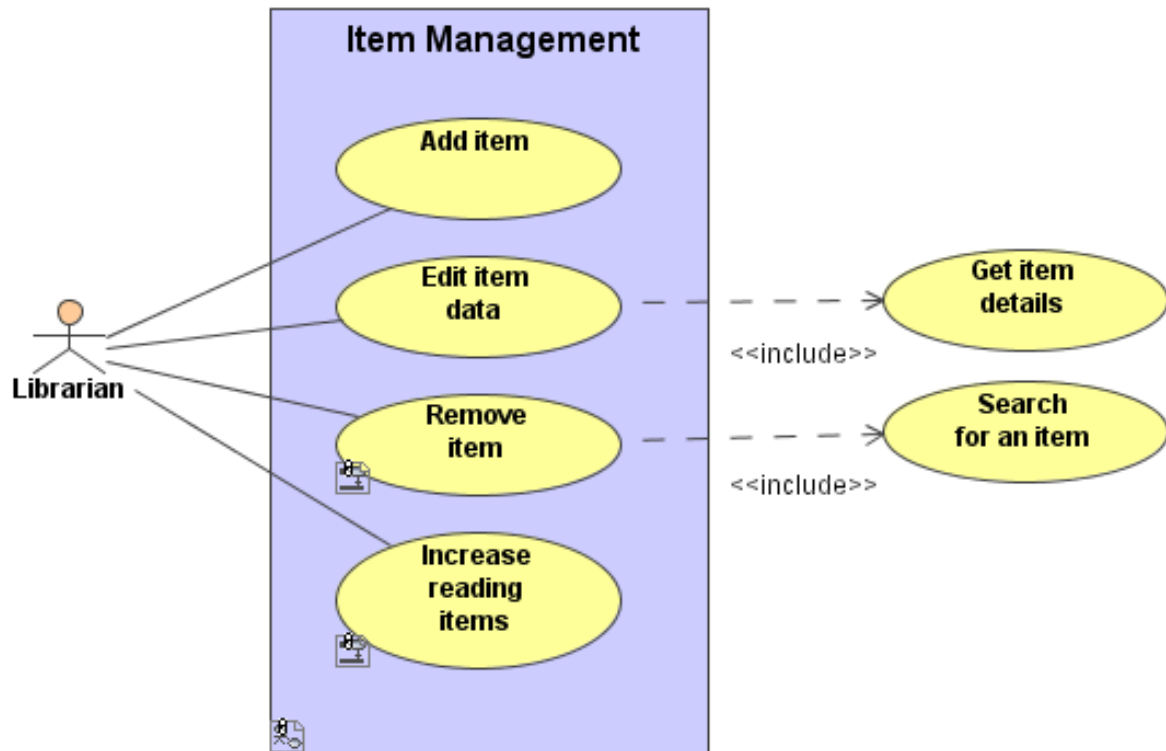 Item Management
Add item
Edit item
data
Get item
details
<<include>>
Librarian
Remove
item
Search
for an item
<<include>>
Increase
reading
items